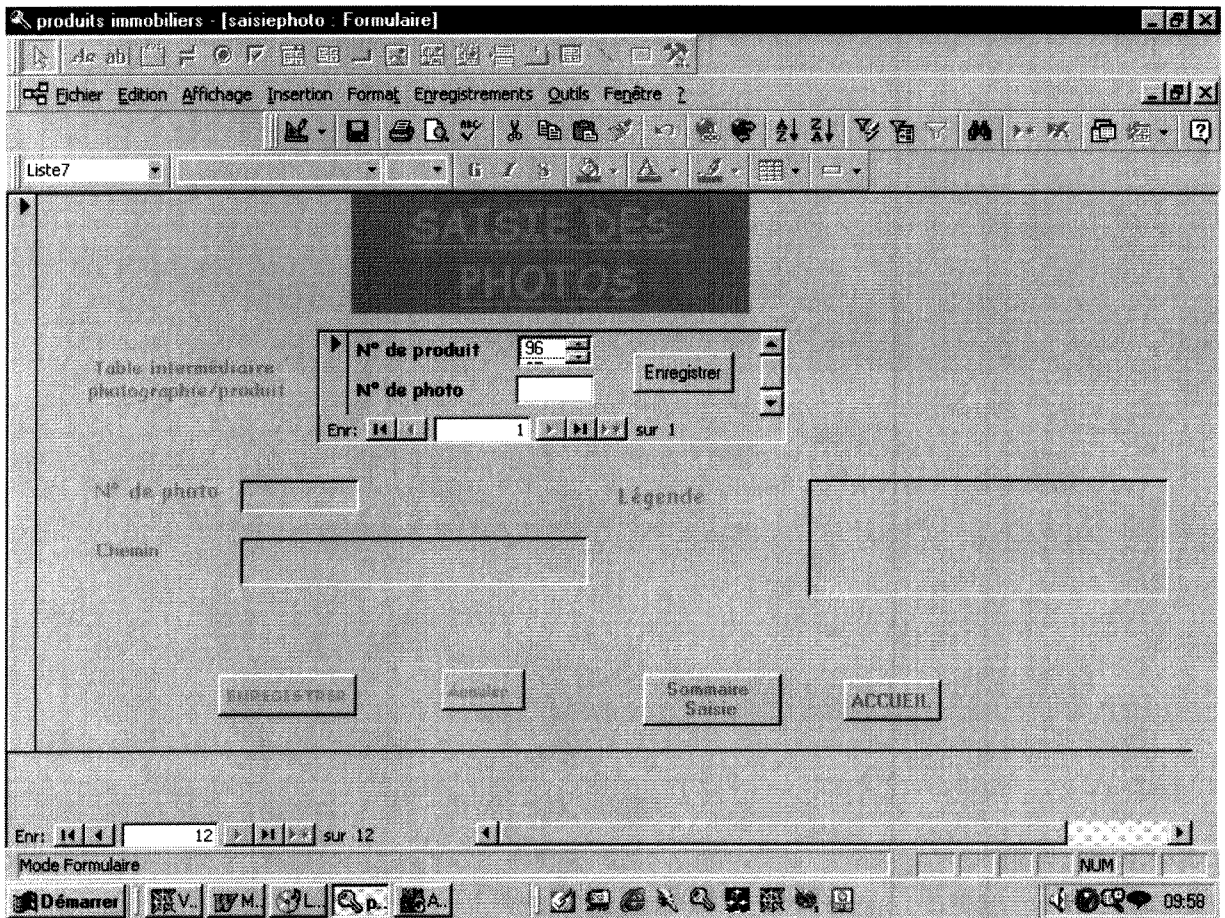 produits immobiliers - [saisiephoto : Formulaire]
Fichier Edition Affichage Insertion Format Enregistrements Outils Fenêtre ?
Liste7 G I S
SAISIE DES
PHOTOS
Table intermédiaire
photographie/produit
N° de produit 96
N° de photo
Enregistrer
Enr: 1 sur 1
N° de photo
Légende
Chemin
ENREGISTRER
Annuler
Sommaire
Saisie
ACCUEIL
Enr: 12 sur 12
Mode Formulaire NUM
Démarrer V.. M.. L.. p.. A.. 09:58